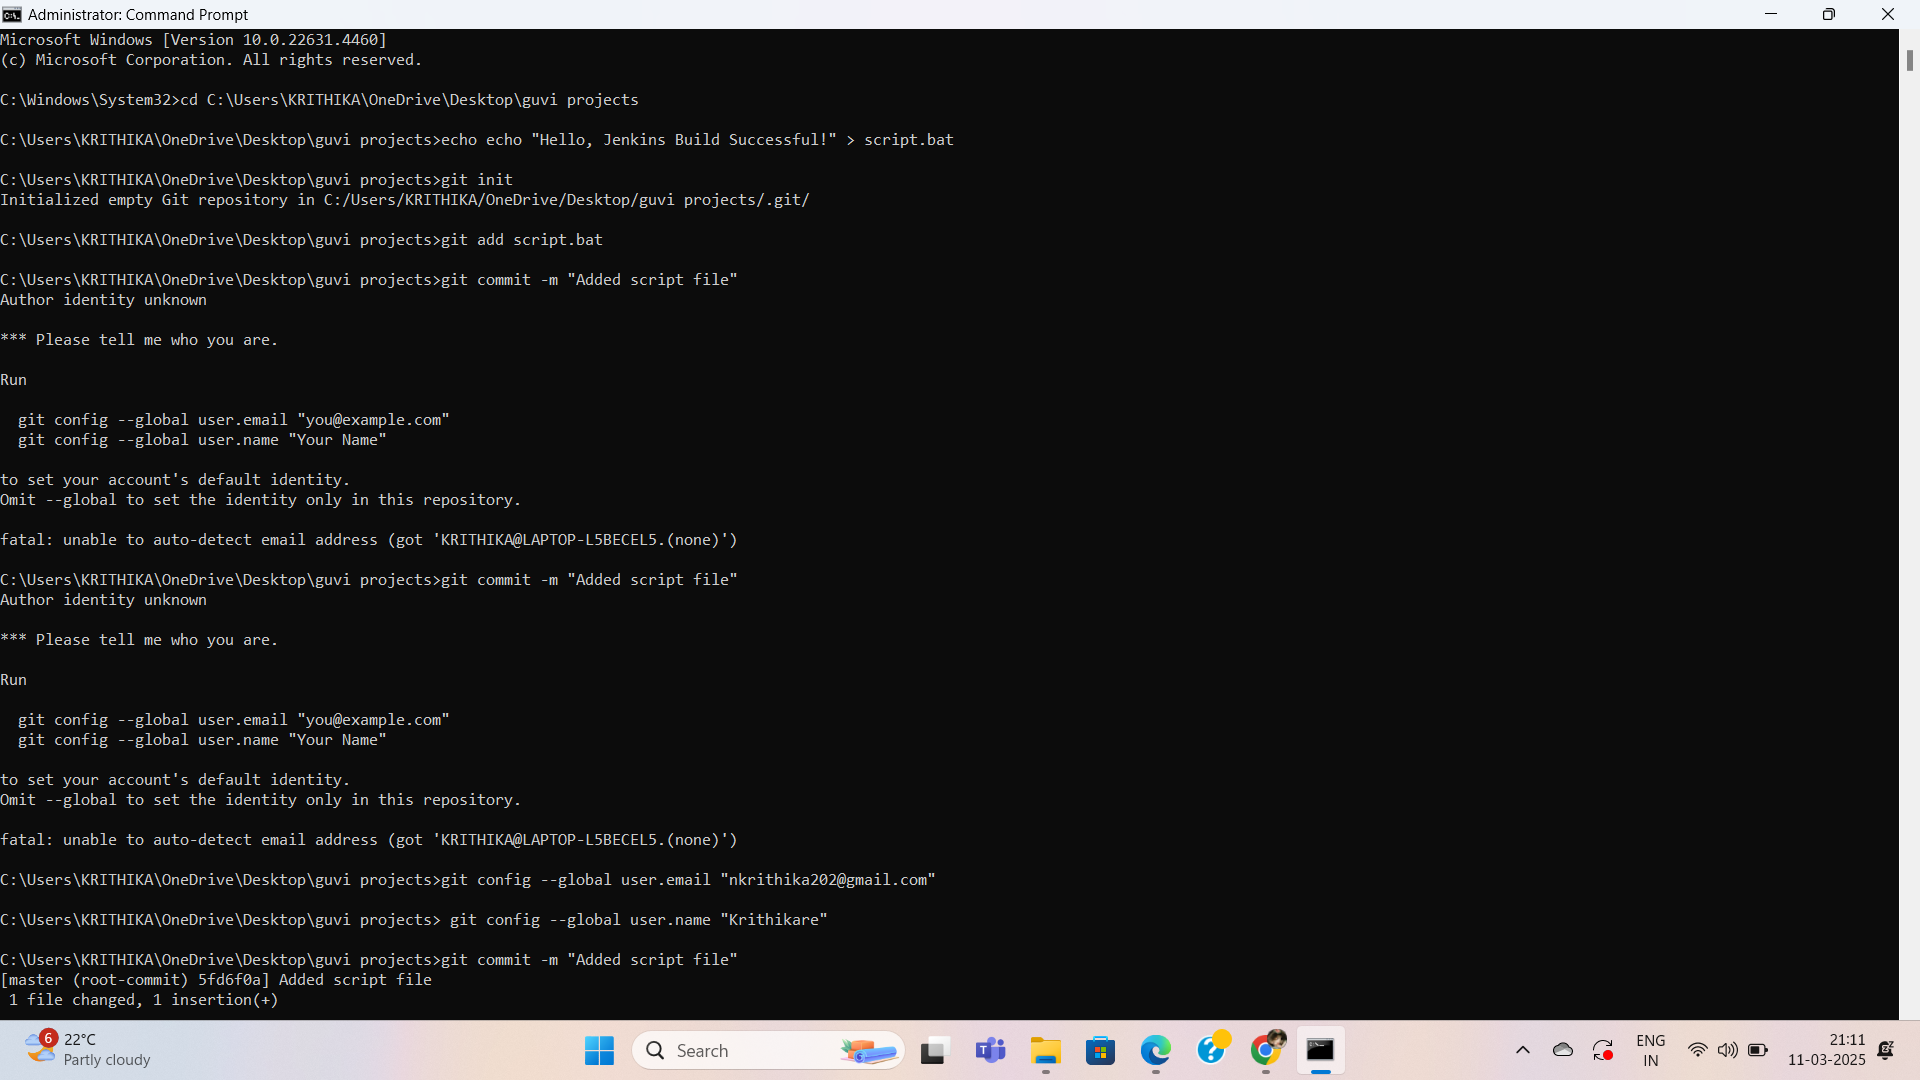 Administrator: Command Prompt
Microsoft Windows [Version 10.0.22631.4460]
(c) Microsoft Corporation. All rights reserved.
C:\Windows\System32>cd C:\Users\KRITHIKA\OneDrive\Desktop\guvi projects
C:\Users\KRITHIKA\OneDrive\Desktop\guvi projects>echo echo "Hello, Jenkins Build Successful!" > script.bat
C:\Users\KRITHIKA\OneDrive\Desktop\guvi projects>git init
Initialized empty Git repository in C:/Users/KRITHIKA/OneDrive/Desktop/guvi projects/.git/
C:\Users\KRITHIKA\OneDrive\Desktop\guvi projects>git add script.bat
C:\Users\KRITHIKA\OneDrive\Desktop\guvi projects>git commit -m "Added script file"
Author identity unknown
*** Please tell me who you are.
Run
  git config --global user.email "you@example.com"
  git config --global user.name "Your Name"
to set your account's default identity.
Omit --global to set the identity only in this repository.
fatal: unable to auto-detect email address (got 'KRITHIKA@LAPTOP-L5BECEL5.(none)')
C:\Users\KRITHIKA\OneDrive\Desktop\guvi projects>git commit -m "Added script file"
Author identity unknown
*** Please tell me who you are.
Run
  git config --global user.email "you@example.com"
  git config --global user.name "Your Name"
to set your account's default identity.
Omit --global to set the identity only in this repository.
fatal: unable to auto-detect email address (got 'KRITHIKA@LAPTOP-L5BECEL5.(none)')
C:\Users\KRITHIKA\OneDrive\Desktop\guvi projects>git config --global user.email "nkrithika202@gmail.com"
C:\Users\KRITHIKA\OneDrive\Desktop\guvi projects> git config --global user.name "Krithikare"
C:\Users\KRITHIKA\OneDrive\Desktop\guvi projects>git commit -m "Added script file"
[master (root-commit) 5fd6f0a] Added script file
 1 file changed, 1 insertion(+)
6
22°C
Partly cloudy
Search
ENG
IN
21:11
11-03-2025